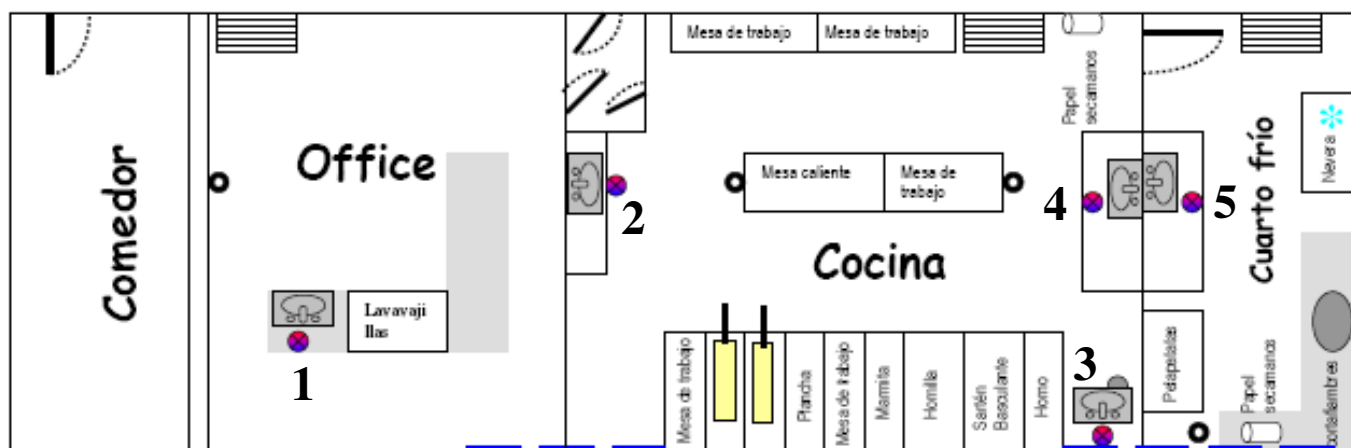 Mesa de trabajo
Mesa de trabajo
Papel
secamanos
Comedor
Office
Mesa caliente
Mesa de
trabajo
Cocina
Cuarto frío
Nevera
2
4
5
Lavavaji
llas
1
Mesa de trabajo
Plancha
Mesa de trabajo
Marmita
Hornilla
Sartén
Basculante
Horno
3
Pelapatatas
Papel
secamanos
Cortafiambres